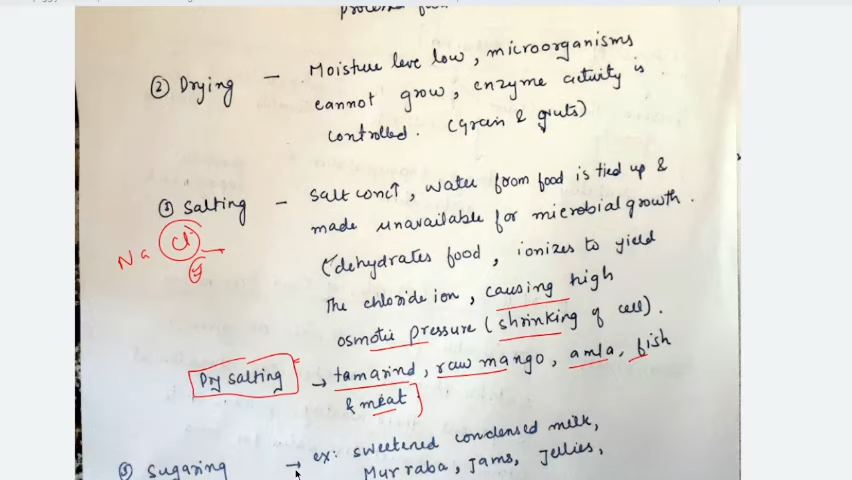 ② Drying – Moisture leve low, microorganisms
cannot grow, enzyme activity is
controlled. (Grain & gruts)
③ Salting – Salt conc↑, water from food is tied up &
made unavailable for microbial growth.
Na Cl⁻
(dehydrates food, ionizes to yield
the chloride ion, causing high
osmotic pressure (shrinking of cell).
Dry salting → tamarind, raw mango, amla, fish
& meat
⑤ Sugaring → ex: sweetened condensed milk,
Murraba, Jams, Jellies,